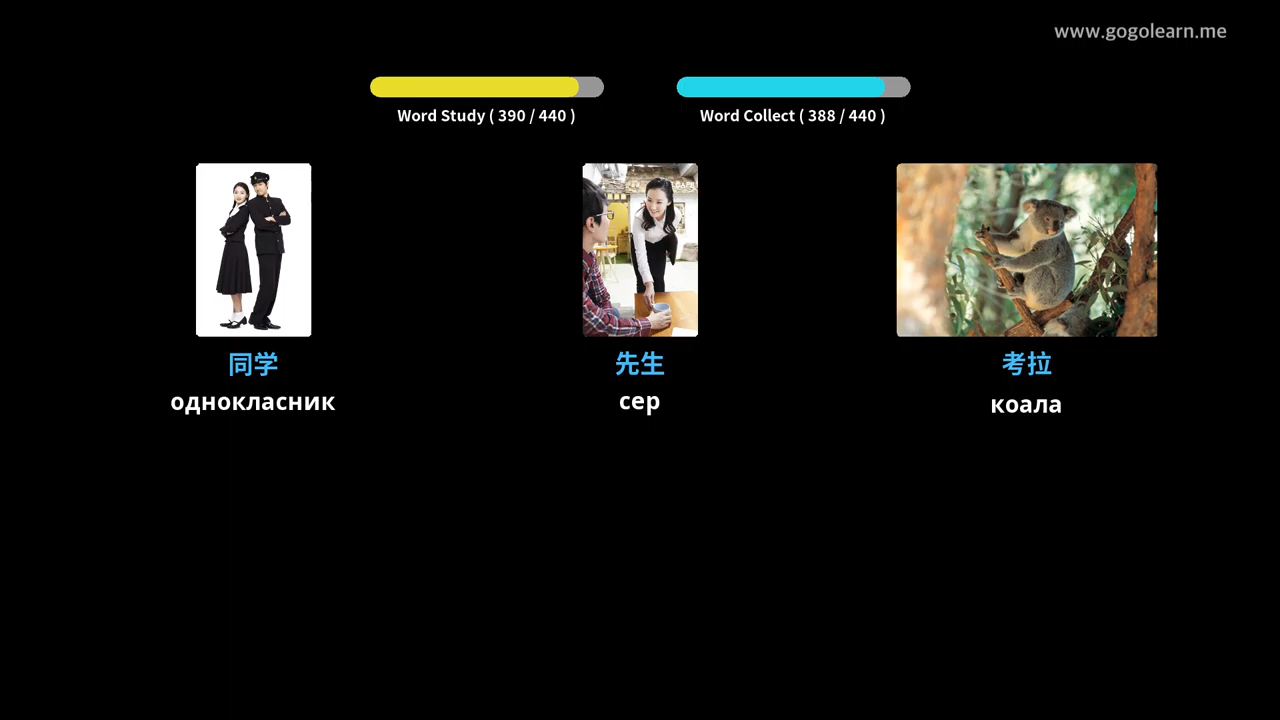 www.gogolearn.me
Word Study ( 390 / 440 )
Word Collect ( 388 / 440 )
同学
先生
考拉
однокласник
сер
коала